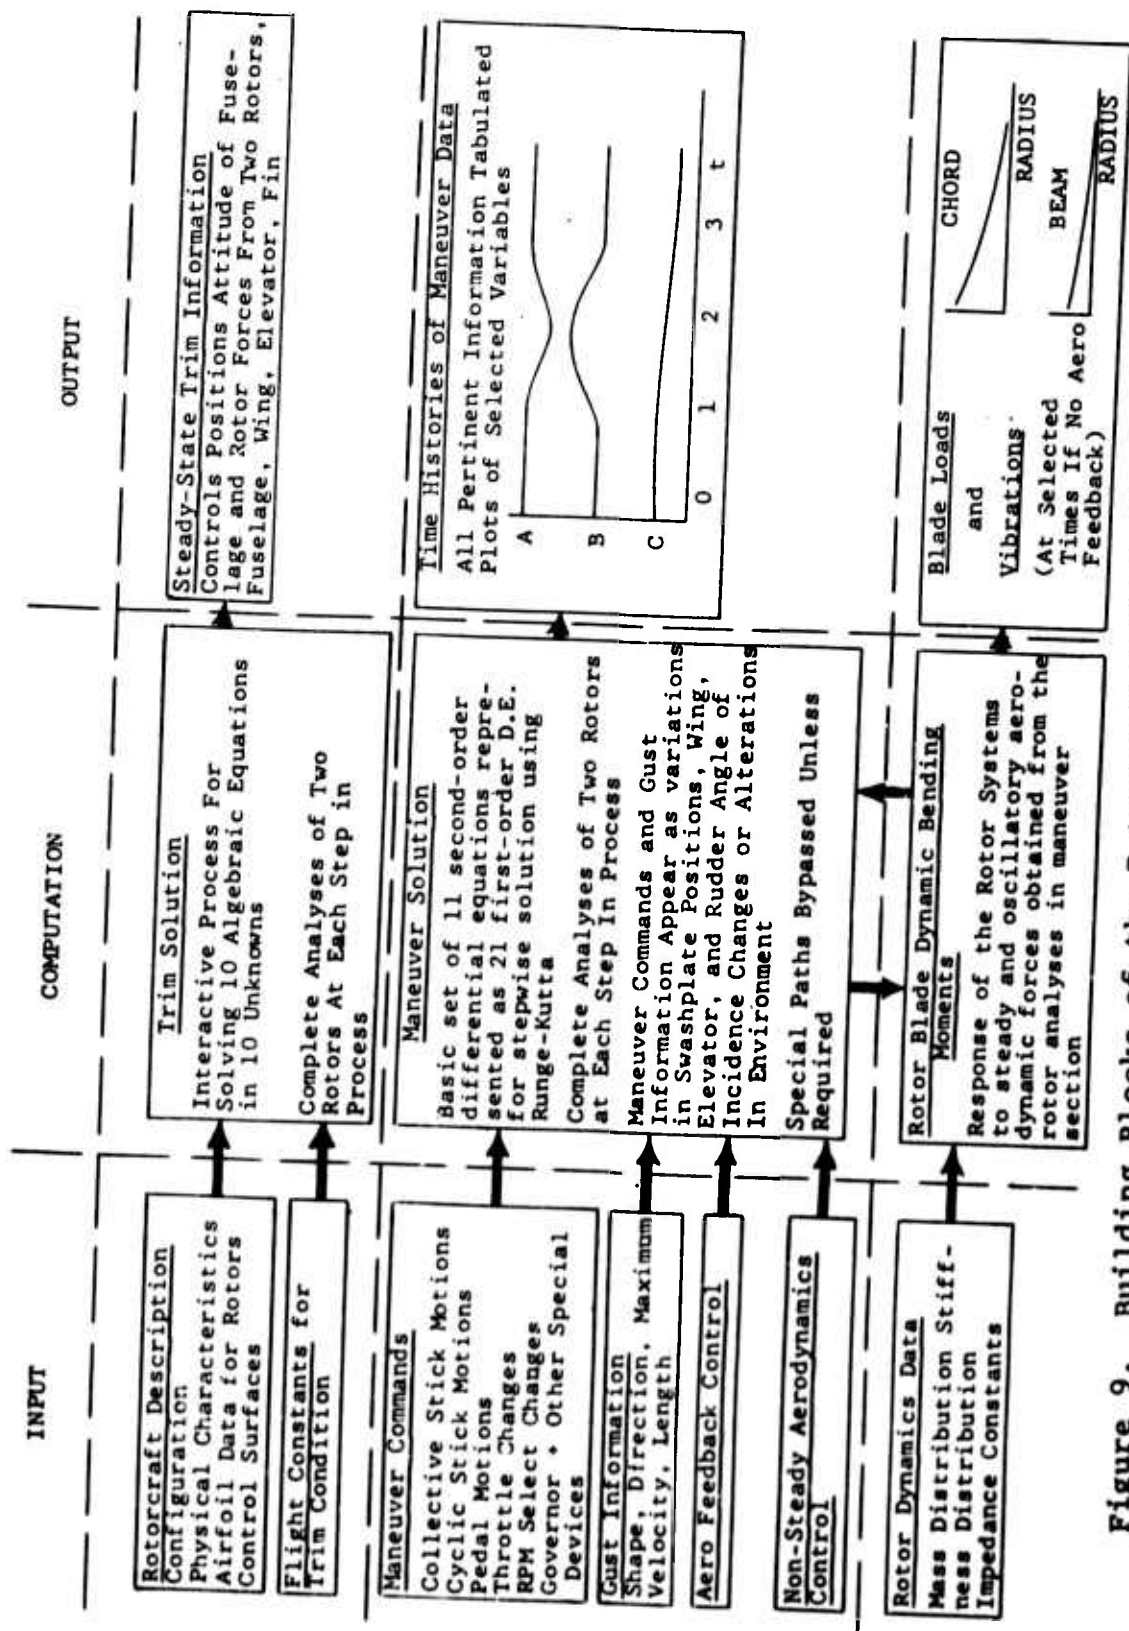 INPUT
COMPUTATION
OUTPUT
Rotorcraft Description
Configuration
Physical Characteristics
Airfoil Data for Rotors
Control Surfaces
Flight Constants for
Trim Condition
Trim Solution
Interactive Process For
Solving 10 Algebraic Equations
in 10 Unknowns
Complete Analyses of Two
Rotors At Each Step in
Process
Steady-State Trim Information
Controls Positions Attitude of Fuse-
lage and Rotor Forces From Two Rotors,
Fuselage, Wing, Elevator, Fin
Maneuver Commands
Collective Stick Motions
Cyclic Stick Motions
Pedal Motions
Throttle Changes
RPM Select Changes
Governor + Other Special
Devices
Gust Information
Shape, Direction, Maximum
Velocity, Length
Aero Feedback Control
Non-Steady Aerodynamics
Control
Maneuver Solution
Basic set of 11 second-order
differential equations repre-
sented as 21 first-order D.E.
for stepwise solution using
Runge-Kutta
Complete Analyses of Two Rotors
at Each Step In Process
Maneuver Commands and Gust
Information Appear as variations
in Swashplate Positions, Wing,
Elevator, and Rudder Angle of
Incidence Changes or Alterations
In Environment
Special Paths Bypassed Unless
Required
Time Histories of Maneuver Data
All Pertinent Information Tabulated
Plots of Selected Variables
A
B
C
0 1 2 3 t
Rotor Dynamics Data
Mass Distribution Stiff-
ness Distribution
Impedance Constants
Rotor Blade Dynamic Bending
Moments
Response of the Rotor Systems
to steady and oscillatory aero-
dynamic forces obtained from the
rotor analyses in maneuver
section
Blade Loads
and
Vibrations
(At Selected
Times If No Aero
Feedback)
CHORD
RADIUS
BEAM
RADIUS
Figure 9. Building Blocks of the